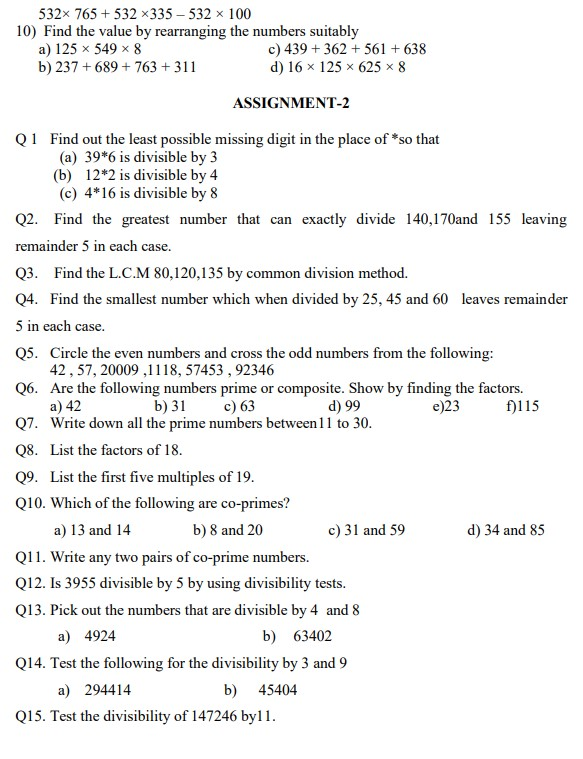 532× 765 + 532 ×335 – 532 × 100
10) Find the value by rearranging the numbers suitably
a) 125 × 549 × 8 c) 439 + 362 + 561 + 638
b) 237 + 689 + 763 + 311 d) 16 × 125 × 625 × 8
ASSIGNMENT-2
Q 1 Find out the least possible missing digit in the place of *so that
(a) 39*6 is divisible by 3
(b) 12*2 is divisible by 4
(c) 4*16 is divisible by 8
Q2. Find the greatest number that can exactly divide 140,170and 155 leaving
remainder 5 in each case.
Q3. Find the L.C.M 80,120,135 by common division method.
Q4. Find the smallest number which when divided by 25, 45 and 60 leaves remainder
5 in each case.
Q5. Circle the even numbers and cross the odd numbers from the following:
42 , 57, 20009 ,1118, 57453 , 92346
Q6. Are the following numbers prime or composite. Show by finding the factors.
a) 42 b) 31 c) 63 d) 99 e)23 f)115
Q7. Write down all the prime numbers between11 to 30.
Q8. List the factors of 18.
Q9. List the first five multiples of 19.
Q10. Which of the following are co-primes?
a) 13 and 14 b) 8 and 20 c) 31 and 59 d) 34 and 85
Q11. Write any two pairs of co-prime numbers.
Q12. Is 3955 divisible by 5 by using divisibility tests.
Q13. Pick out the numbers that are divisible by 4 and 8
a) 4924 b) 63402
Q14. Test the following for the divisibility by 3 and 9
a) 294414 b) 45404
Q15. Test the divisibility of 147246 by11.